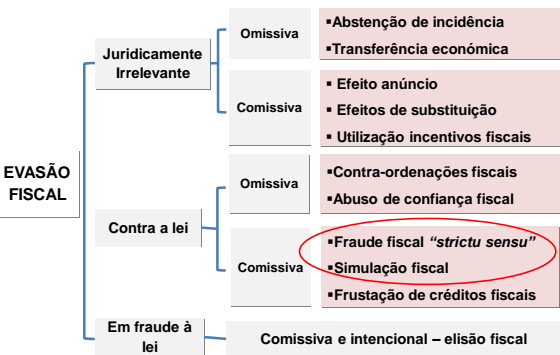 EVASÃO
FISCAL
Juridicamente
Irrelevante
Omissiva
▪Abstenção de incidência
▪Transferência económica
Comissiva
▪ Efeito anúncio
▪ Efeitos de substituição
▪ Utilização incentivos fiscais
Contra a lei
Omissiva
▪Contra-ordenações fiscais
▪Abuso de confiança fiscal
Comissiva
▪Fraude fiscal “strictu sensu”
▪Simulação fiscal
▪Frustação de créditos fiscais
Em fraude à
lei
Comissiva e intencional – elisão fiscal